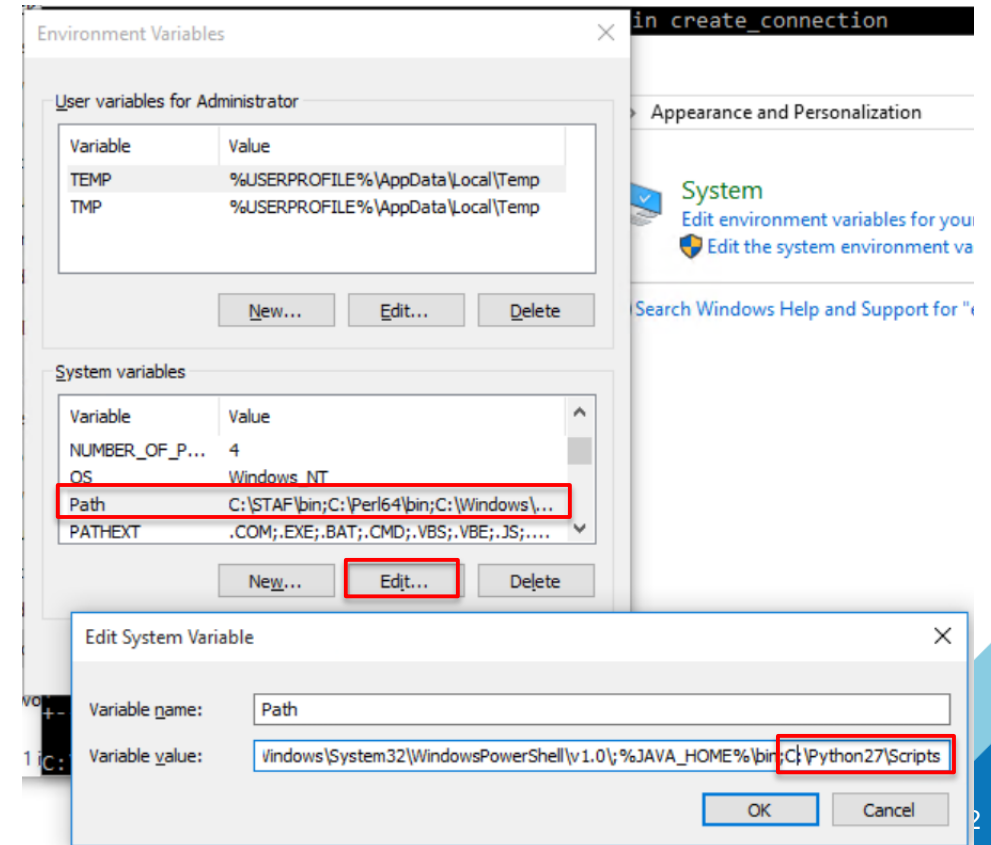 in create_connection
Environment Variables
Appearance and Personalization
User variables for Administrator
Variable Value
TEMP %USERPROFILE%\AppData\Local\Temp
TMP %USERPROFILE%\AppData\Local\Temp
System
Edit environment variables for your
Edit the system environment va
New... Edit... Delete
Search Windows Help and Support for "e
System variables
Variable Value
NUMBER_OF_P... 4
OS Windows_NT
Path C:\STAF\bin;C:\Perl64\bin;C:\Windows\...
PATHEXT .COM;.EXE;.BAT;.CMD;.VBS;.VBE;.JS;....
New... Edit... Delete
Edit System Variable
Variable name: Path
Variable value: Windows\System32\WindowsPowerShell\v1.0\;%JAVA_HOME%\bin;C:\Python27\Scripts
C:
OK Cancel
2